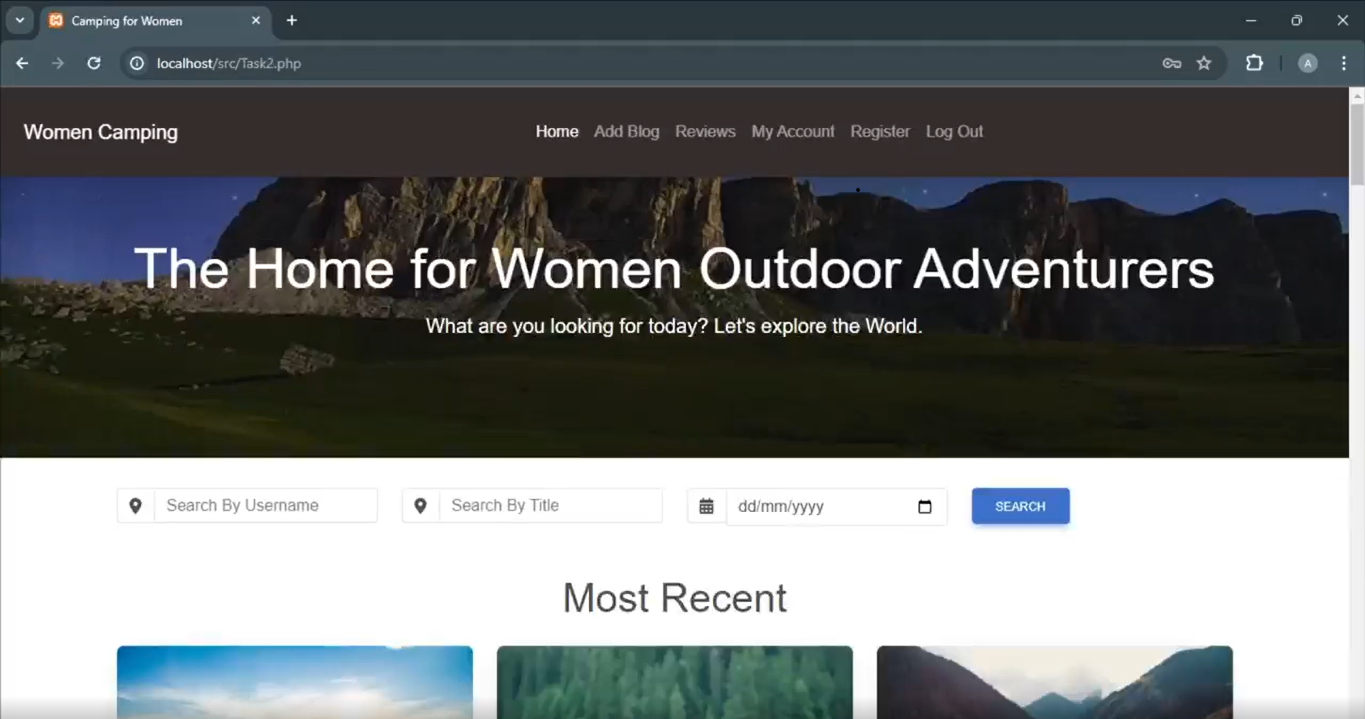 Camping for Women
localhost/src/Task2.php
A
Women Camping
Home Add Blog Reviews My Account Register Log Out
The Home for Women Outdoor Adventurers
What are you looking for today? Let's explore the World.
Search By Username Search By Title dd/mm/yyyy SEARCH
Most Recent